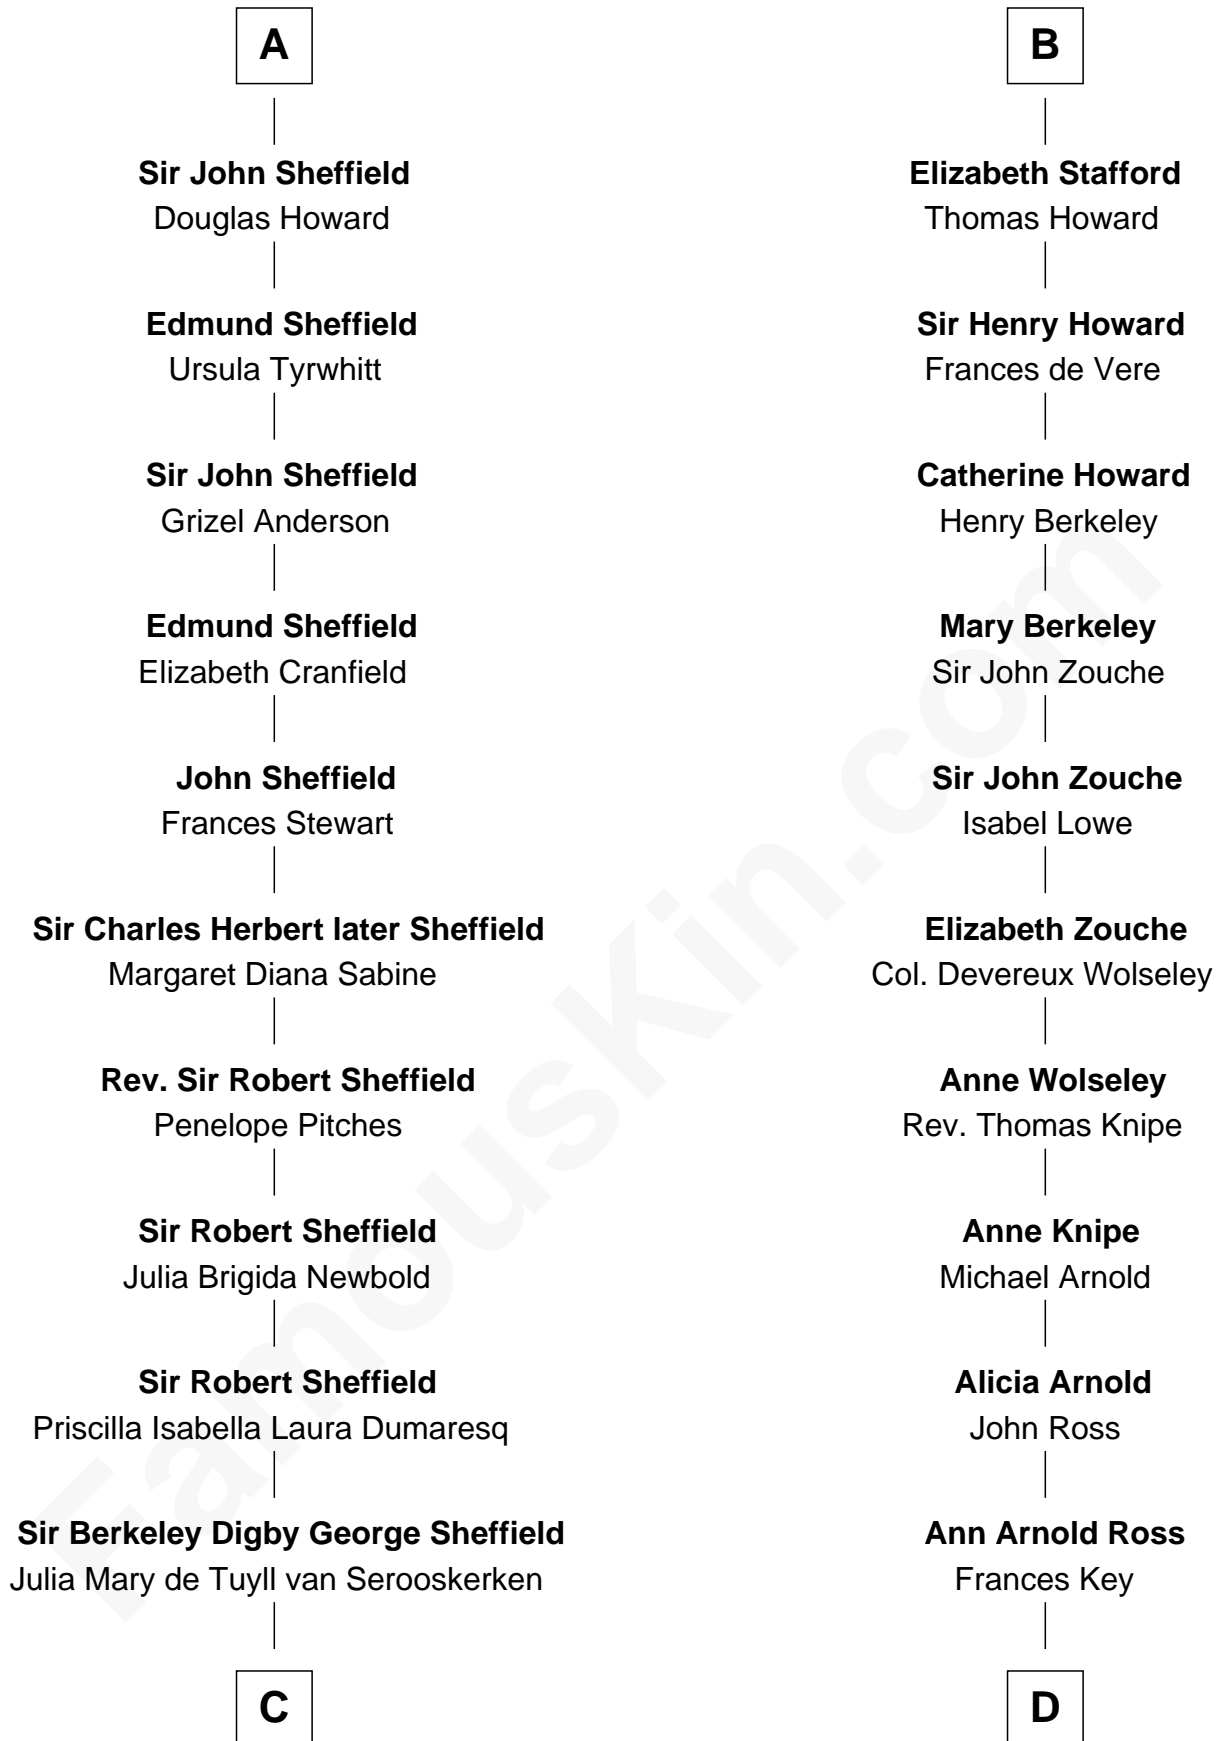 A
Sir John Sheffield
Douglas Howard
Edmund Sheffield
Ursula Tyrwhitt
Sir John Sheffield
Grizel Anderson
Edmund Sheffield
Elizabeth Cranfield
John Sheffield
Frances Stewart
Sir Charles Herbert later Sheffield
Margaret Diana Sabine
Rev. Sir Robert Sheffield
Penelope Pitches
Sir Robert Sheffield
Julia Brigida Newbold
Sir Robert Sheffield
Priscilla Isabella Laura Dumaresq
Sir Berkeley Digby George Sheffield
Julia Mary de Tuyll van Serooskerken
C
B
Elizabeth Stafford
Thomas Howard
Sir Henry Howard
Frances de Vere
Catherine Howard
Henry Berkeley
Mary Berkeley
Sir John Zouche
Sir John Zouche
Isabel Lowe
Elizabeth Zouche
Col. Devereux Wolseley
Anne Wolseley
Rev. Thomas Knipe
Anne Knipe
Michael Arnold
Alicia Arnold
John Ross
Ann Arnold Ross
Frances Key
D
FamousKin.com